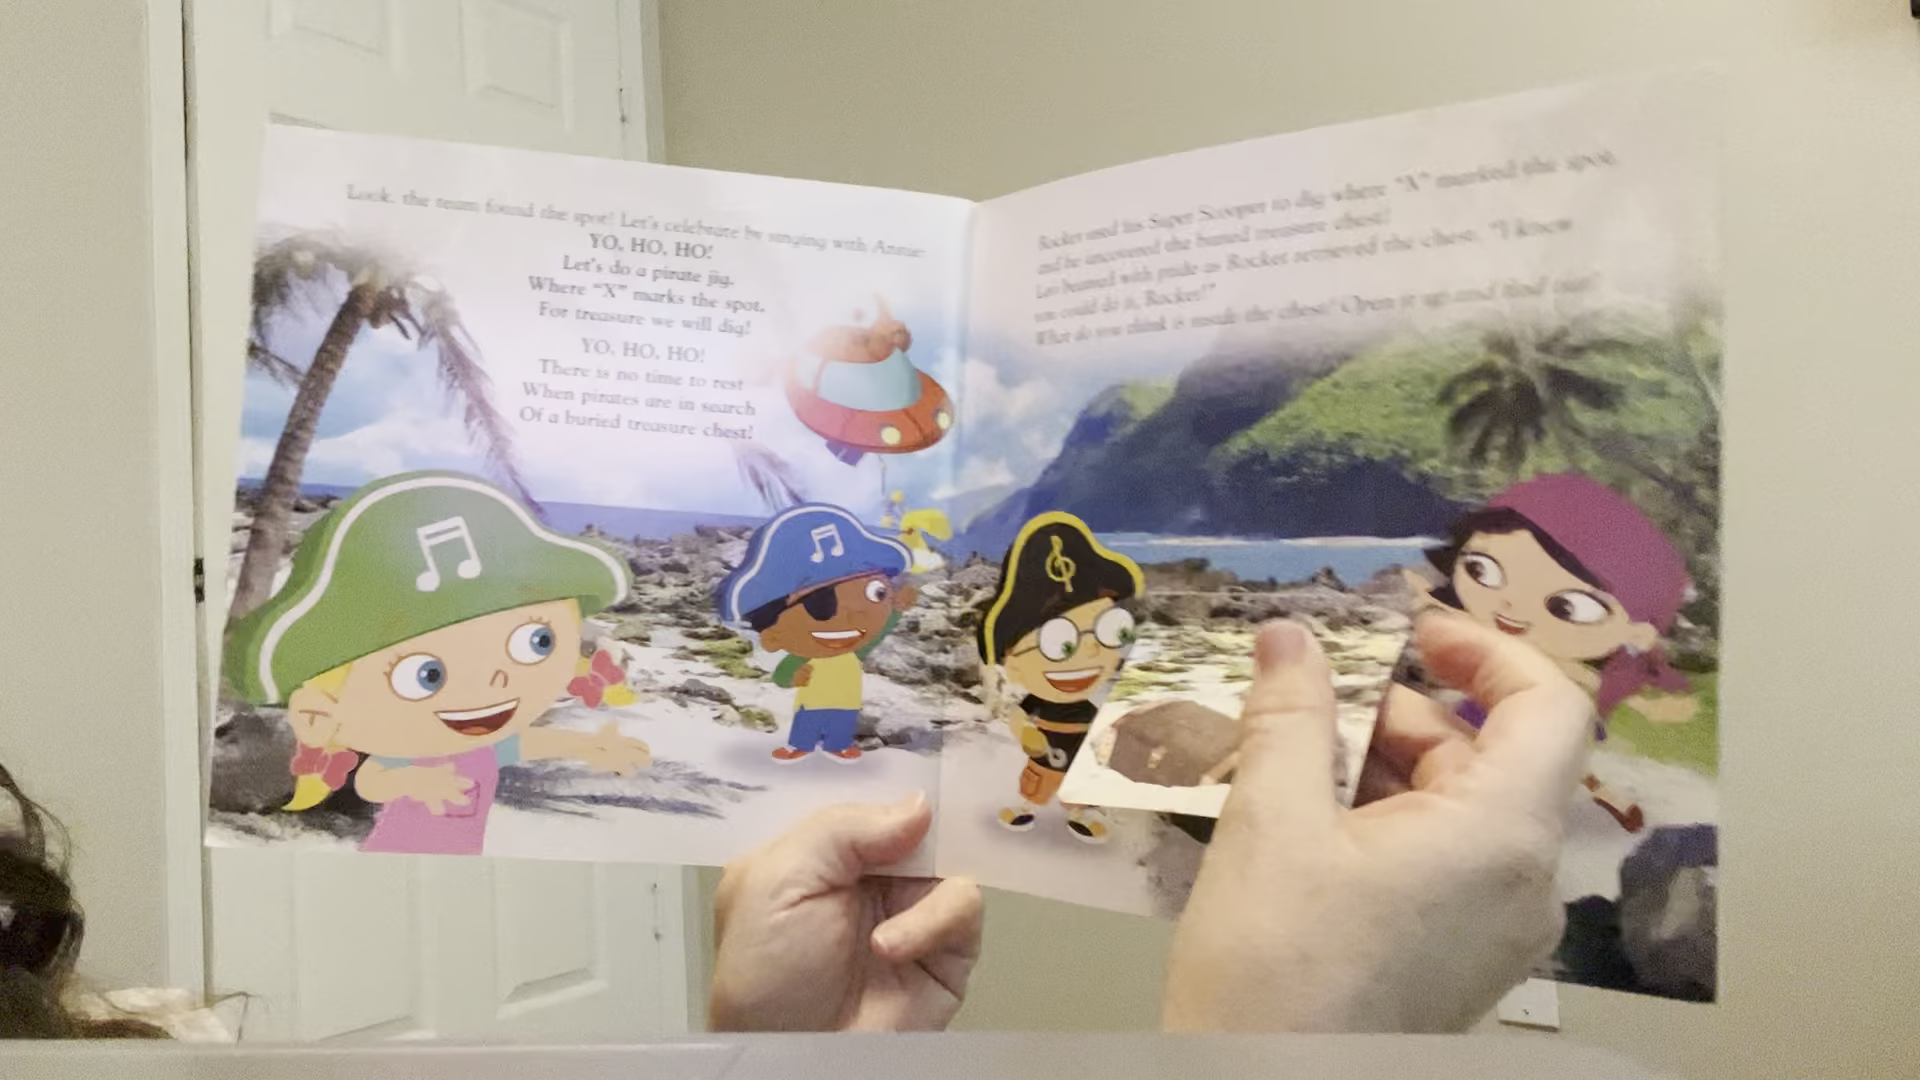 Look, the team found the spot! Let's celebrate by singing with Annie:
YO, HO, HO!
Let's do a pirate jig.
Where "X" marks the spot,
For treasure we will dig!
YO, HO, HO!
There is no time to rest
When pirates are in search
Of a buried treasure chest!
Rocket used his Super Scooper to dig where "X" marked the spot,
and he uncovered the buried treasure chest!
Leo beamed with pride as Rocket retrieved the chest. "I knew
you could do it, Rocket!"
What do you think is inside the chest? Open it up and find out!